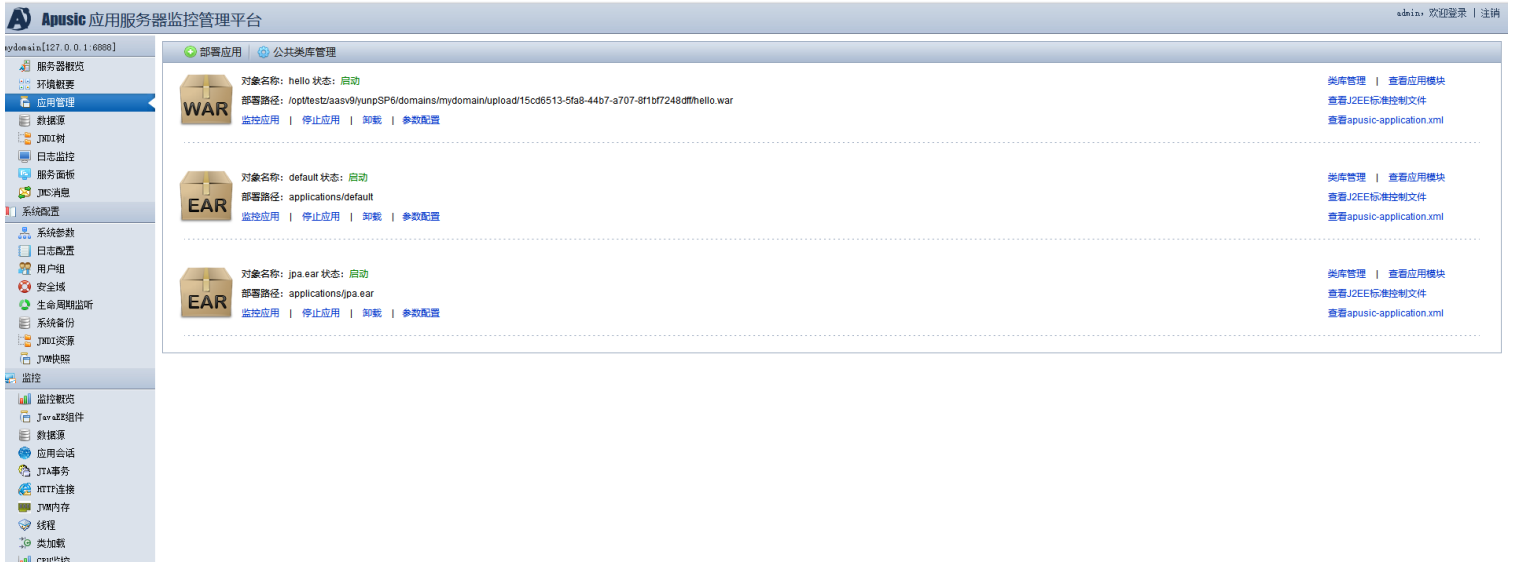 Apusic 应用服务器监控管理平台
admin, 欢迎登录 | 注销
mydomain[127.0.0.1:6888]
服务器概览
环境概要
应用管理
数据源
JNDI树
日志监控
服务面板
JMS消息
系统配置
系统参数
日志配置
用户组
安全域
生命周期监听
系统备份
JNDI资源
JVM快照
监控
监控概览
JavaEE组件
数据源
应用会话
JTA事务
HTTP连接
JVM内存
线程
类加载
CPU监控
部署应用 公共类库管理
WAR
对象名称: hello 状态: 启动
部署路径: /opt/testz/aasv9/yunpSP6/domains/mydomain/upload/15cd6513-5fa8-44b7-a707-8f1bf7248dff/hello.war
监控应用 | 停止应用 | 卸载 | 参数配置
类库管理 | 查看应用模块
查看J2EE标准控制文件
查看apusic-application.xml
EAR
对象名称: default 状态: 启动
部署路径: applications/default
监控应用 | 停止应用 | 卸载 | 参数配置
类库管理 | 查看应用模块
查看J2EE标准控制文件
查看apusic-application.xml
EAR
对象名称: jpa.ear 状态: 启动
部署路径: applications/jpa.ear
监控应用 | 停止应用 | 卸载 | 参数配置
类库管理 | 查看应用模块
查看J2EE标准控制文件
查看apusic-application.xml